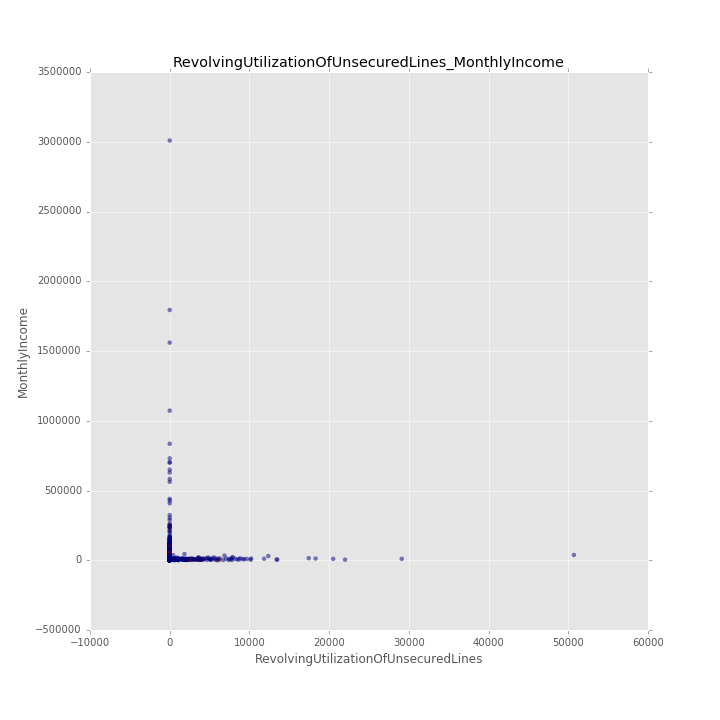 RevolvingUtilizationOfUnsecuredLines_MonthlyIncome
3500000
3000000
2500000
2000000
1500000
1000000
500000
0
−500000
MonthlyIncome
−10000 0 10000 20000 30000 40000 50000 60000
RevolvingUtilizationOfUnsecuredLines